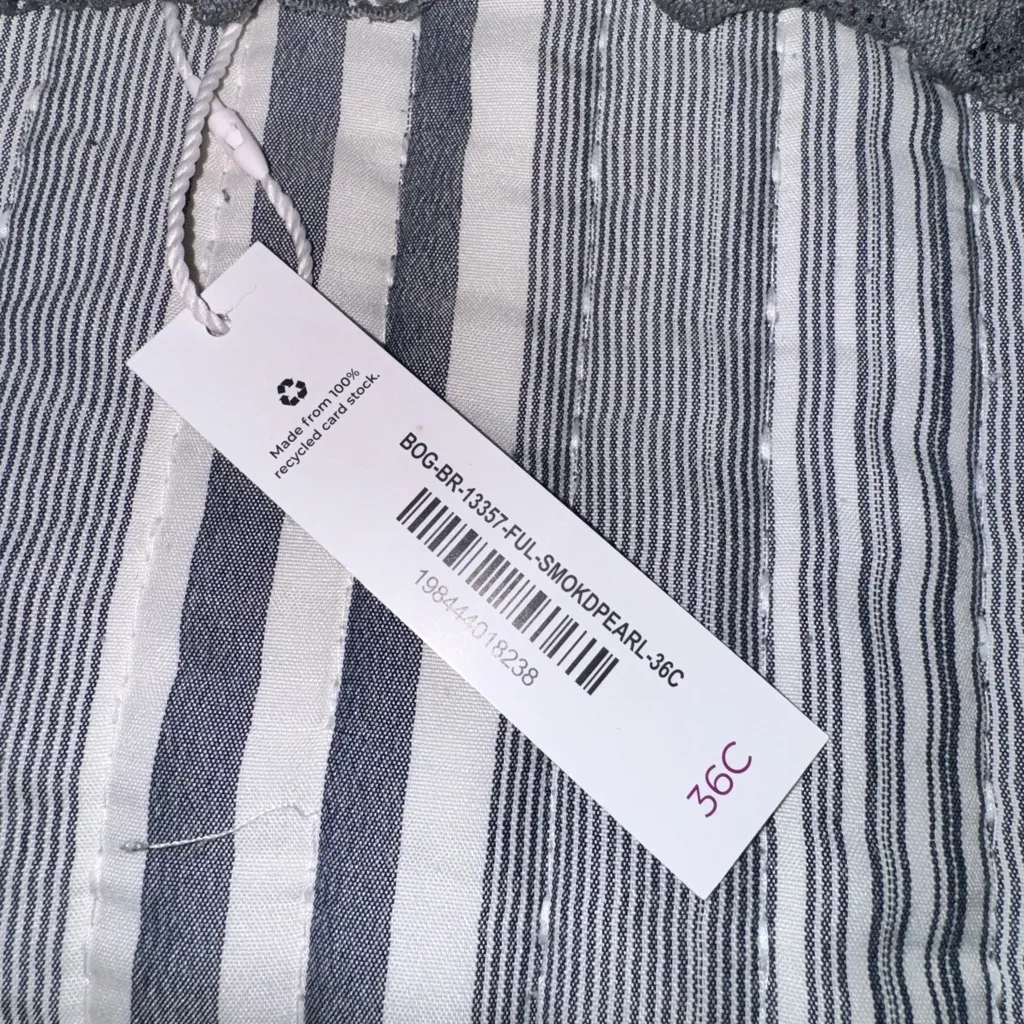 Made from 100%
recycled card stock.
BOG-BR-13357-FUL-SMOKDPEARL-36C
198444018238
36C